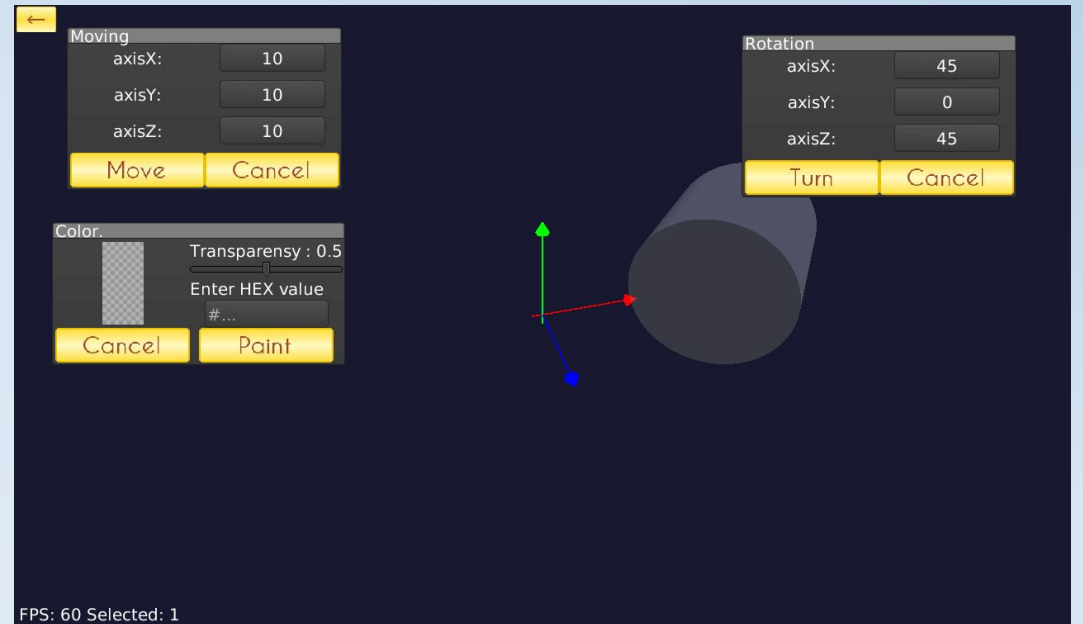 ←
Moving
axisX: 10
axisY: 10
axisZ: 10
Move Cancel
Rotation
axisX: 45
axisY: 0
axisZ: 45
Turn Cancel
Color.
Transparensy : 0.5
Enter HEX value
#...
Cancel Paint
FPS: 60 Selected: 1